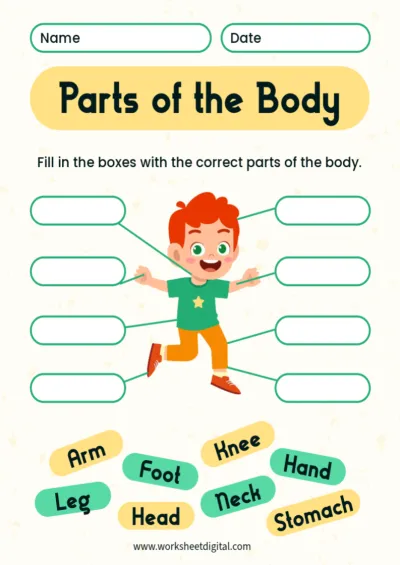 Name
Date
Parts of the Body
Fill in the boxes with the correct parts of the body.
Arm
Knee
Foot
Hand
Leg
Head
Neck
Stomach
www.worksheetdigital.com